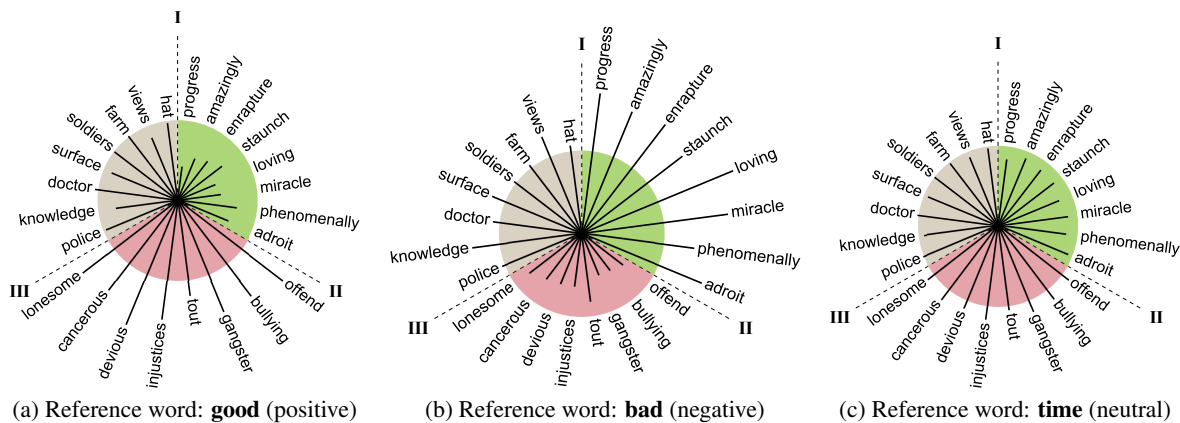 I
progress
amazingly
enrapture
staunch
loving
miracle
phenomenally
adroit
II
offend
bullying
gangster
tout
injustices
devious
cancerous
lonesome
III
police
knowledge
doctor
surface
soldiers
farm
views
hat
(a) Reference word: good (positive)
I
progress
amazingly
enrapture
staunch
loving
miracle
phenomenally
adroit
II
offend
bullying
gangster
tout
injustices
devious
cancerous
lonesome
III
police
knowledge
doctor
surface
soldiers
farm
views
hat
(b) Reference word: bad (negative)
I
progress
amazingly
enrapture
staunch
loving
miracle
phenomenally
adroit
II
offend
bullying
gangster
tout
injustices
devious
cancerous
lonesome
III
police
knowledge
doctor
surface
soldiers
farm
views
hat
(c) Reference word: time (neutral)